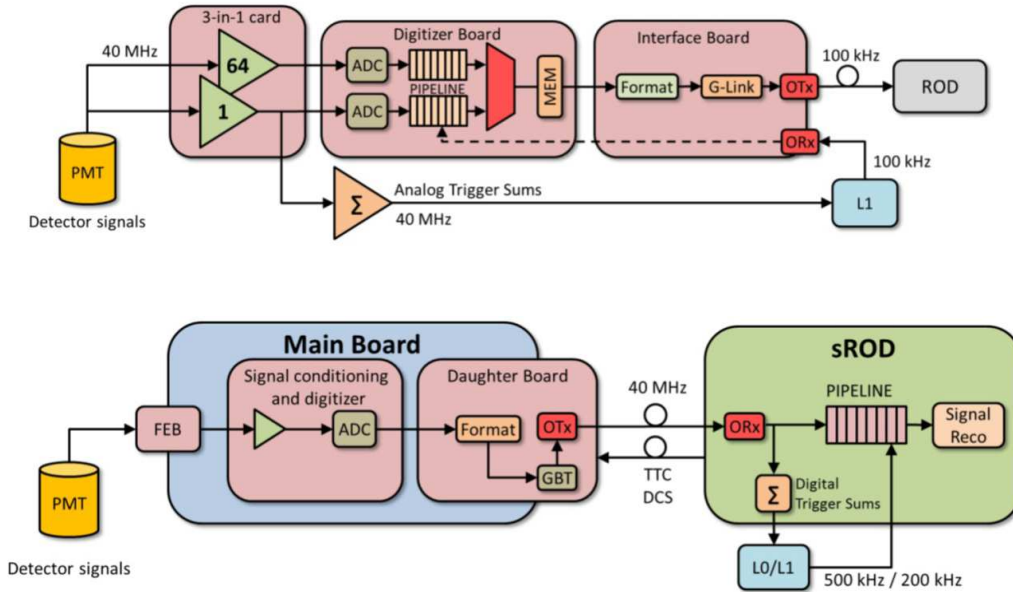 3-in-1 card
Digitizer Board
Interface Board
40 MHz
64
1
ADC
ADC
PIPELINE
MEM
Format
G-Link
OTx
100 kHz
ROD
ORx
100 kHz
PMT
Detector signals
Σ
Analog Trigger Sums
40 MHz
L1
Main Board
sROD
Signal conditioning
and digitizer
Daughter Board
40 MHz
PIPELINE
FEB
ADC
Format
OTx
GBT
TTC
DCS
ORx
Signal
Reco
PMT
Σ
Digital
Trigger Sums
Detector signals
L0/L1
500 kHz / 200 kHz